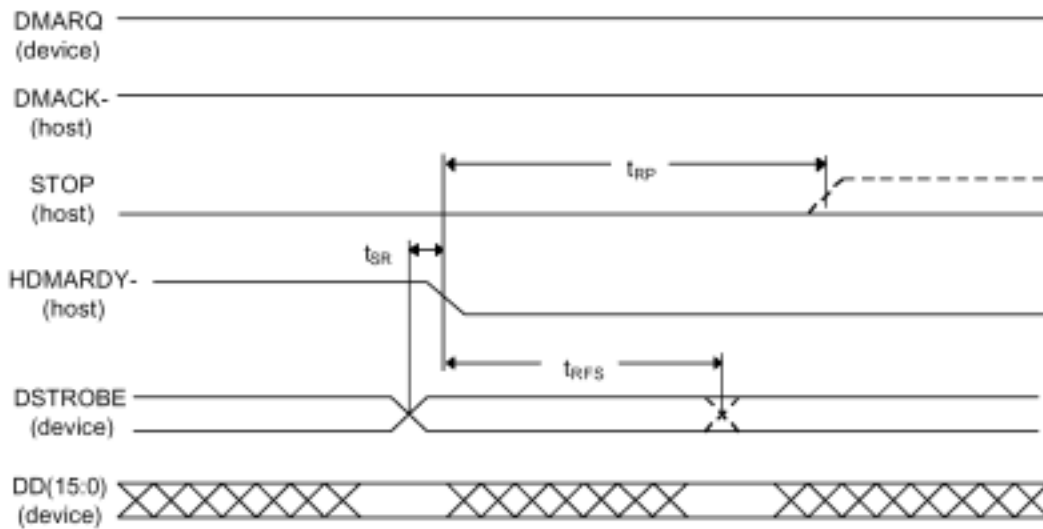 DMARQ
(device)
DMACK-
(host)
STOP
(host)
tRP
tSR
HDMARDY-
(host)
tRFS
DSTROBE
(device)
DD(15:0)
(device)